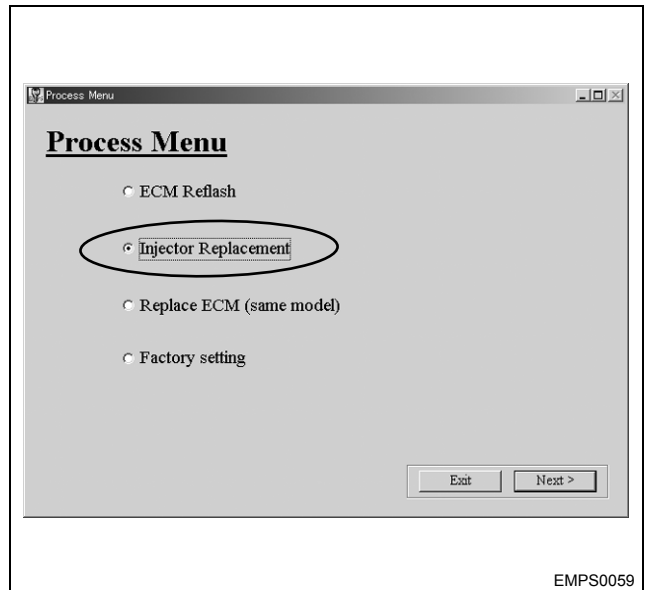 Process Menu
Process Menu
ECM Reflash
Injector Replacement
Replace ECM (same model)
Factory setting
Exit Next >
EMPS0059